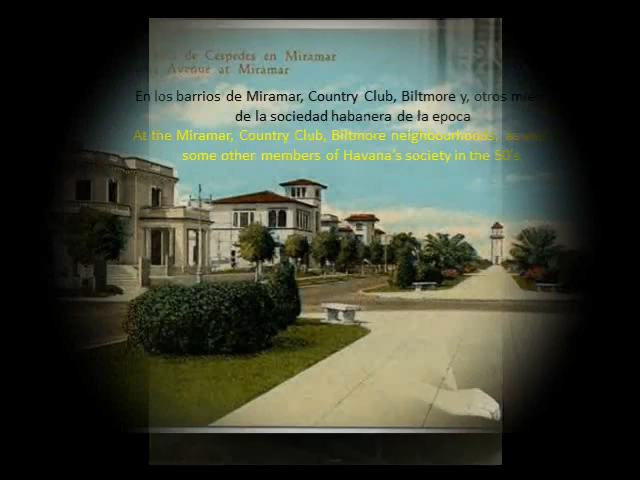 de Céspedes en Miramar
Avenue at Miramar
En los barrios de Miramar, Country Club, Biltmore y, otros
de la sociedad habanera de la epoca
At the Miramar, Country Club, Biltmore neighbourhoods,
some other members of Havana's society in the 50's.